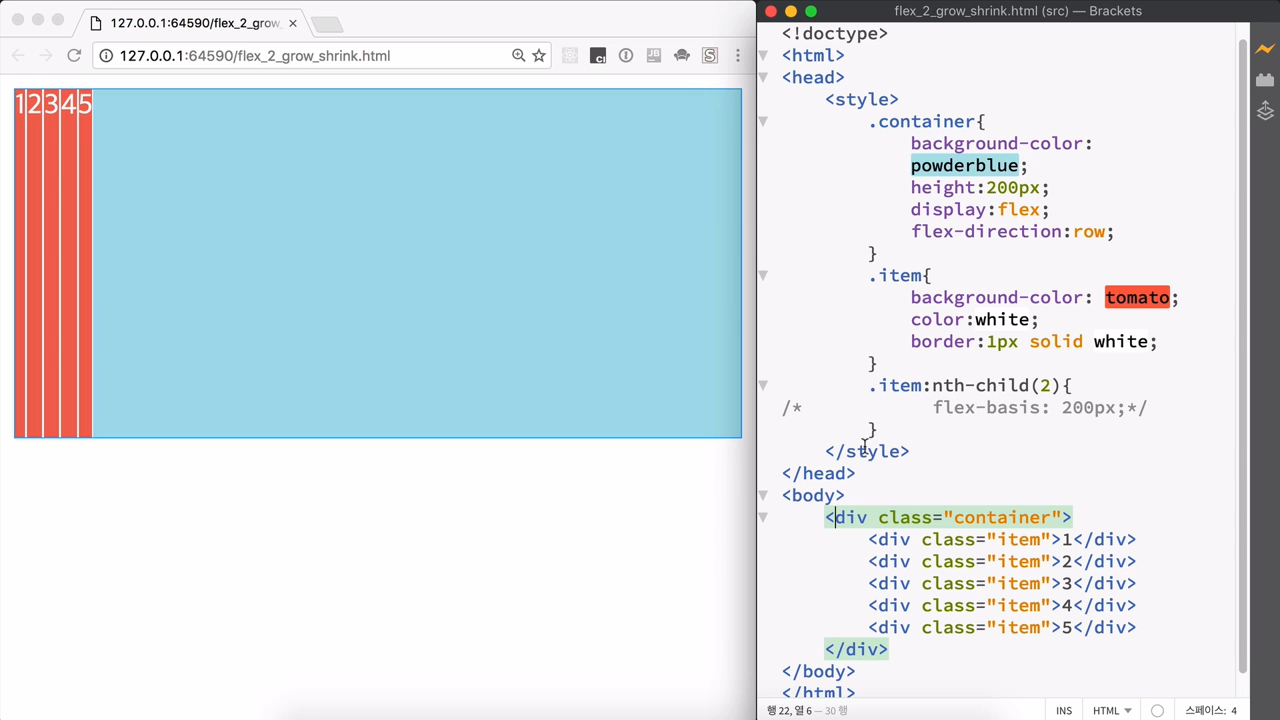 127.0.0.1:64590/flex_2_grow
127.0.0.1:64590/flex_2_grow_shrink.html
12345
flex_2_grow_shrink.html (src) — Brackets
<!doctype>
<html>
<head>
<style>
.container{
background-color:
powderblue;
height:200px;
display:flex;
flex-direction:row;
}
.item{
background-color: tomato;
color:white;
border:1px solid white;
}
.item:nth-child(2){
/* flex-basis: 200px;*/
}
</style>
</head>
<body>
<div class="container">
<div class="item">1</div>
<div class="item">2</div>
<div class="item">3</div>
<div class="item">4</div>
<div class="item">5</div>
</div>
</body>
</html>
행 22, 열 6 — 30 행
INS
HTML
스페이스: 4